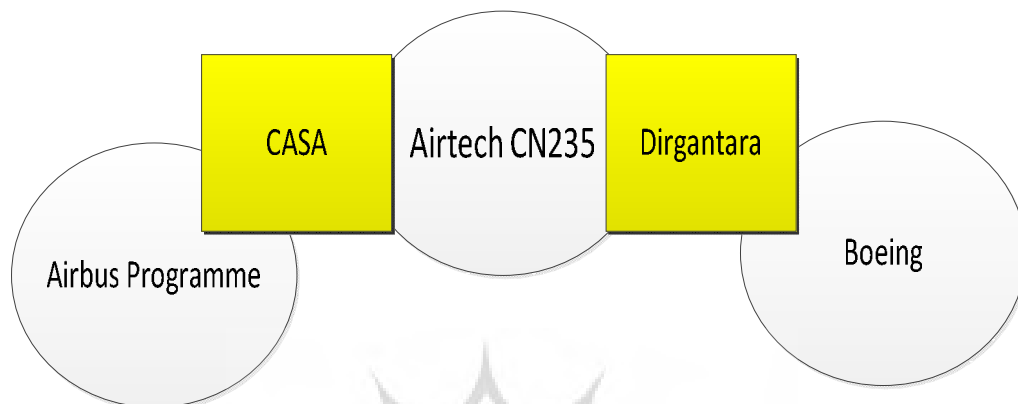 CASA
Airtech CN235
Dirgantara
Airbus Programme
Boeing